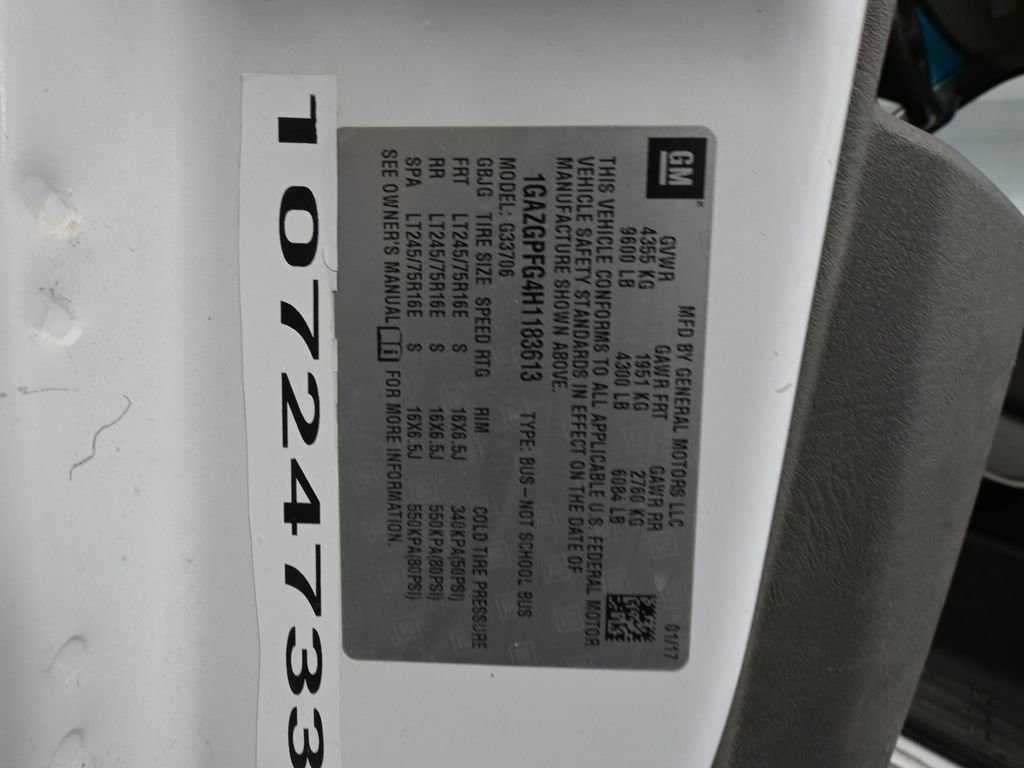 GM
MFD BY GENERAL MOTORS LLC 01/17
GVWR GAWR FRT GAWR RR
4355 KG 1951 KG 2760 KG
9600 LB 4300 LB 6084 LB
THIS VEHICLE CONFORMS TO ALL APPLICABLE U.S. FEDERAL MOTOR
VEHICLE SAFETY STANDARDS IN EFFECT ON THE DATE OF
MANUFACTURE SHOWN ABOVE.
1GAZGPFG4H1183613 TYPE: BUS-NOT SCHOOL BUS
MODEL: G33706
GBJG TIRE SIZE SPEED RTG RIM COLD TIRE PRESSURE
FRT LT245/75R16E S 16X6.5J 340KPA(50PSI)
RR LT245/75R16E S 16X6.5J 550KPA(80PSI)
SPA LT245/75R16E S 16X6.5J 550KPA(80PSI)
SEE OWNER'S MANUAL FOR MORE INFORMATION.
10724733